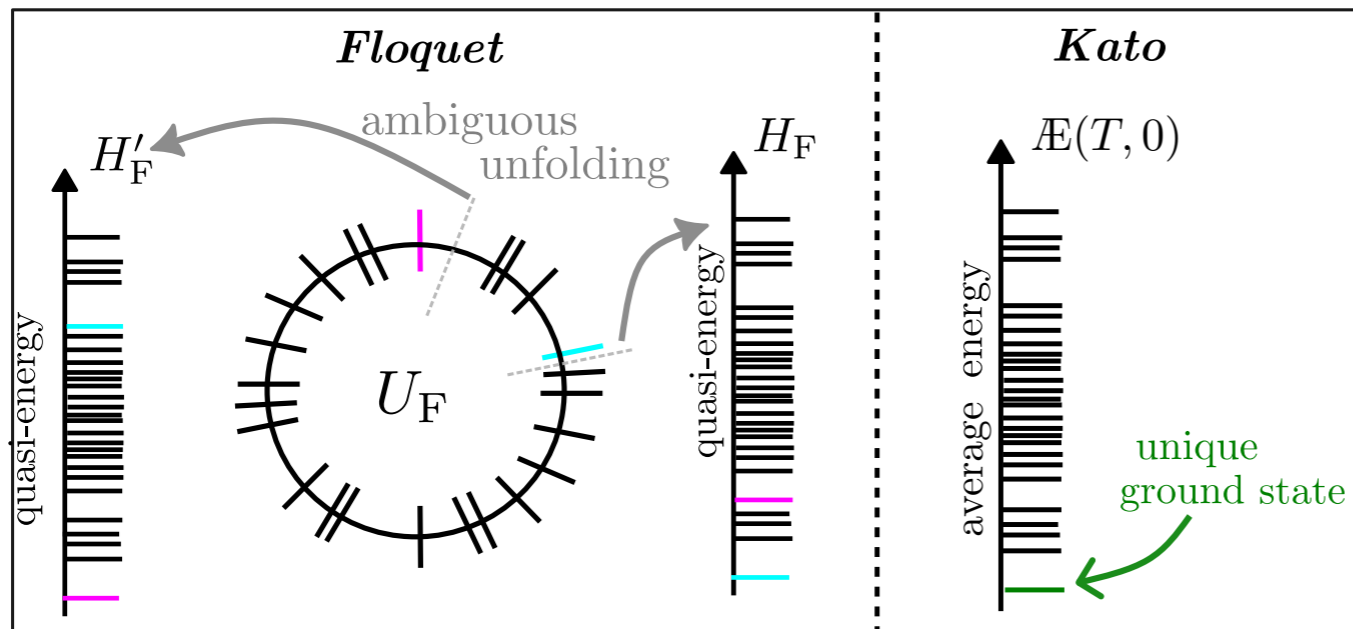 Floquet
Kato
ambiguous
unfolding
H′F
HF
Æ(T, 0)
quasi-energy
UF
quasi-energy
average energy
unique
ground state